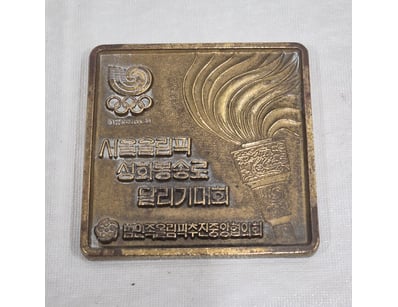 서울올림픽
성화봉송로
달리기대회
범민족올림픽추진중앙협의회